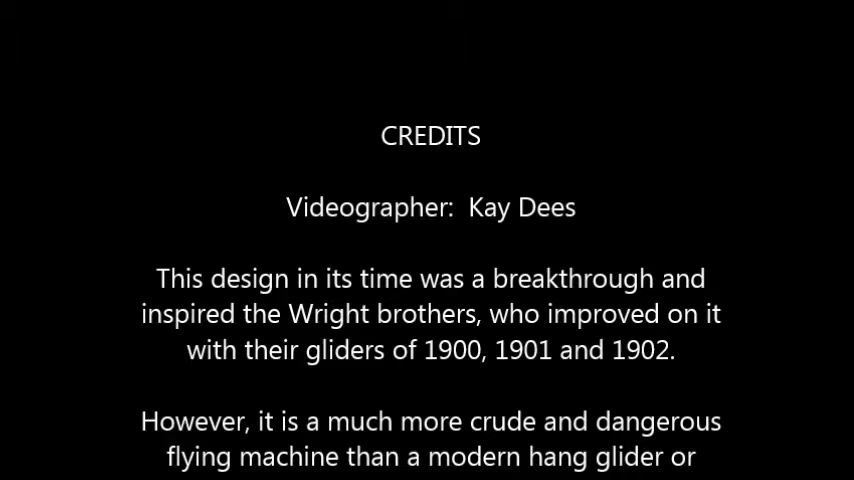 CREDITS
Videographer:  Kay Dees
This design in its time was a breakthrough and
inspired the Wright brothers, who improved on it
with their gliders of 1900, 1901 and 1902.
However, it is a much more crude and dangerous
flying machine than a modern hang glider or